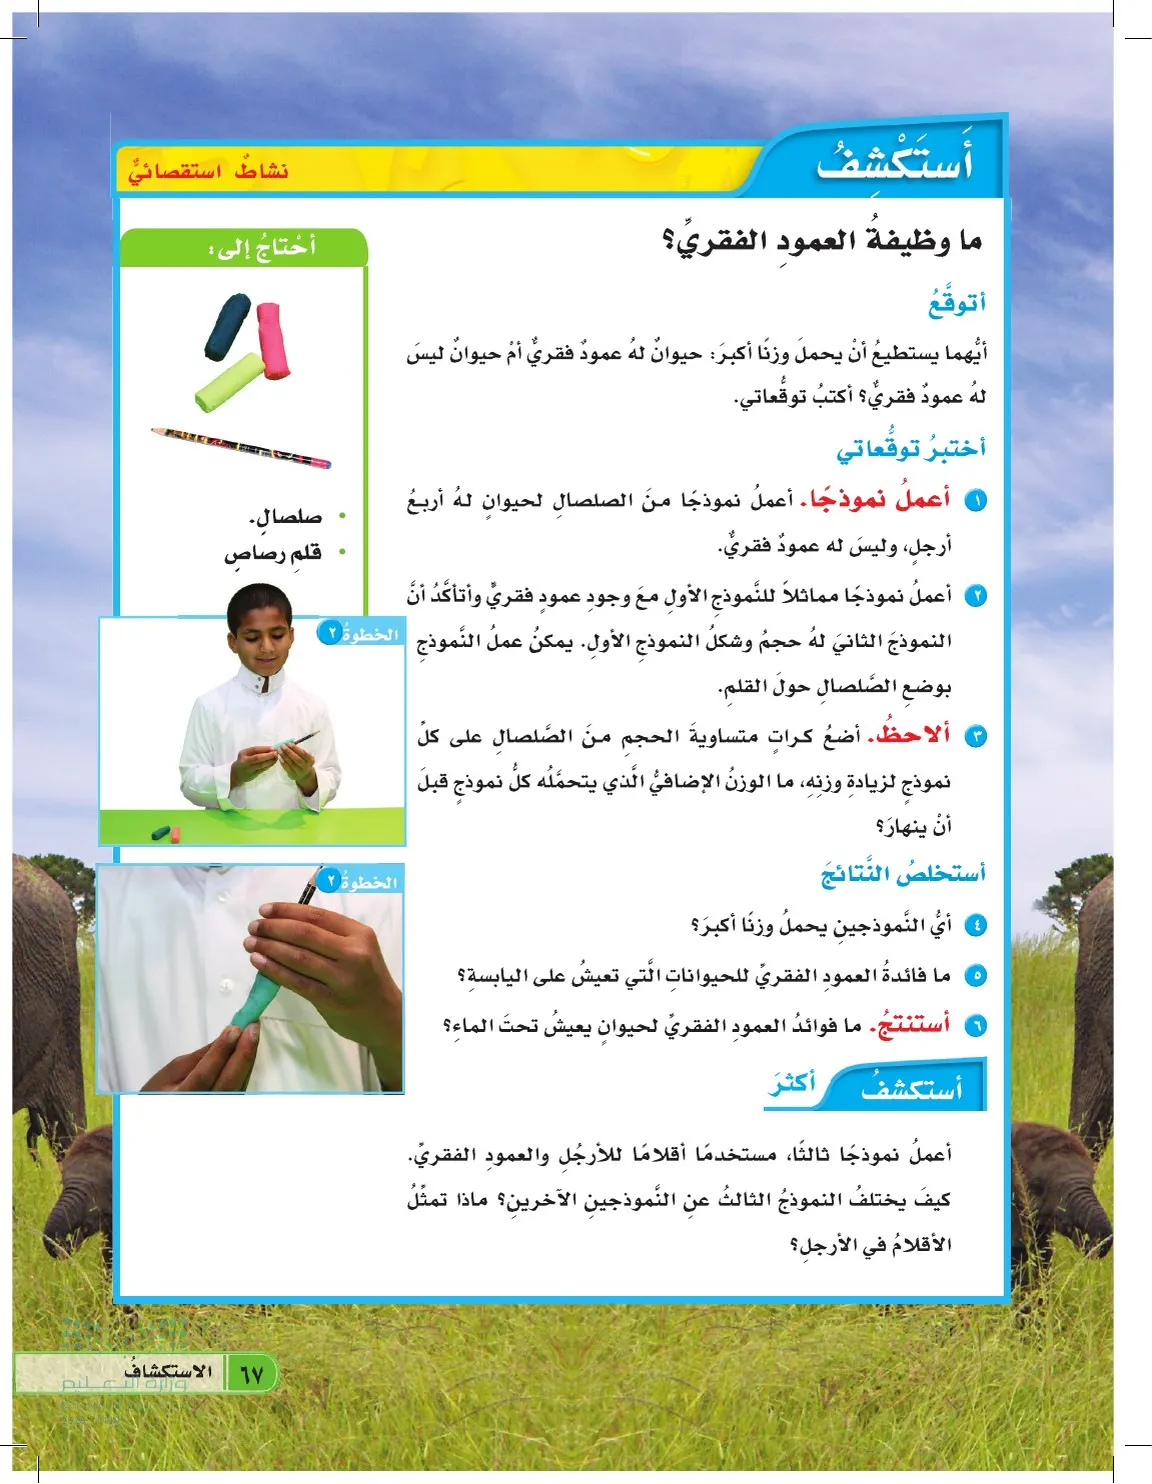 أَستَكْشِفُ
نشاطٌ استقصائيٌّ
ما وظيفةُ العمودِ الفقريِّ؟
أتوقَّعُ
أيُّهما يستطيعُ أنْ يحملَ وزنًا أكبرَ: حيوانٌ لهُ عمودٌ فقريٌّ أمْ حيوانٌ ليسَ
لهُ عمودٌ فقريٌّ؟ أكتبُ توقُّعاتي.
أختبرُ توقُّعاتي
١ أعملُ نموذجًا. أعملُ نموذجًا منَ الصلصالِ لحيوانٍ لهُ أربعُ
أرجلٍ، وليسَ له عمودٌ فقريٌّ.
٢ أعملُ نموذجًا مماثلاً للنَّموذجِ الأولِ معَ وجودِ عمودٍ فقريٍّ وأتأكَّدُ أنَّ
النموذجَ الثانيَ لهُ حجمُ وشكلُ النموذجِ الأولِ. يمكنُ عملُ النَّموذجِ
بوضعِ الصَّلصالِ حولَ القلمِ.
٣ ألاحظُ. أضعُ كراتٍ متساويةَ الحجمِ منَ الصَّلصالِ على كلِّ
نموذجٍ لزيادةِ وزنِهِ، ما الوزنُ الإضافيُّ الَّذي يتحمَّلُه كلُّ نموذجٍ قبلَ
أنْ ينهارَ؟
أستخلصُ النَّتائجَ
٤ أيُّ النَّموذجينِ يحملُ وزنًا أكبرَ؟
٥ ما فائدةُ العمودِ الفقريِّ للحيواناتِ الَّتي تعيشُ على اليابسةِ؟
٦ أستنتجُ. ما فوائدُ العمودِ الفقريِّ لحيوانٍ يعيشُ تحتَ الماءِ؟
أستكشفُ أكثرَ
أعملُ نموذجًا ثالثًا، مستخدمًا أقلامًا للأرجُلِ والعمودِ الفقريِّ.
كيفَ يختلفُ النموذجُ الثالثُ عنِ النَّموذجينِ الآخرينِ؟ ماذا تمثِّلُ
الأقلامُ في الأرجلِ؟
أحْتاجُ إلى:
• صلصالٍ.
• قلمِ رصاصٍ
الخطوةُ ٢
الخطوةُ ٢
٦٧ الاستكشافُ
وزارة التعليم